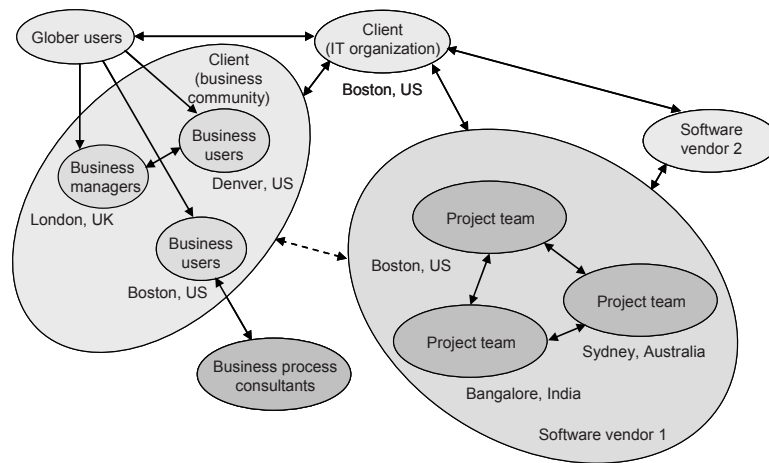 Glober users
Client
(IT organization)
Boston, US
Client
(business
community)
Business
users
Denver, US
Business
managers
London, UK
Business
users
Boston, US
Business process
consultants
Software
vendor 2
Project team
Boston, US
Project team
Sydney, Australia
Project team
Bangalore, India
Software vendor 1